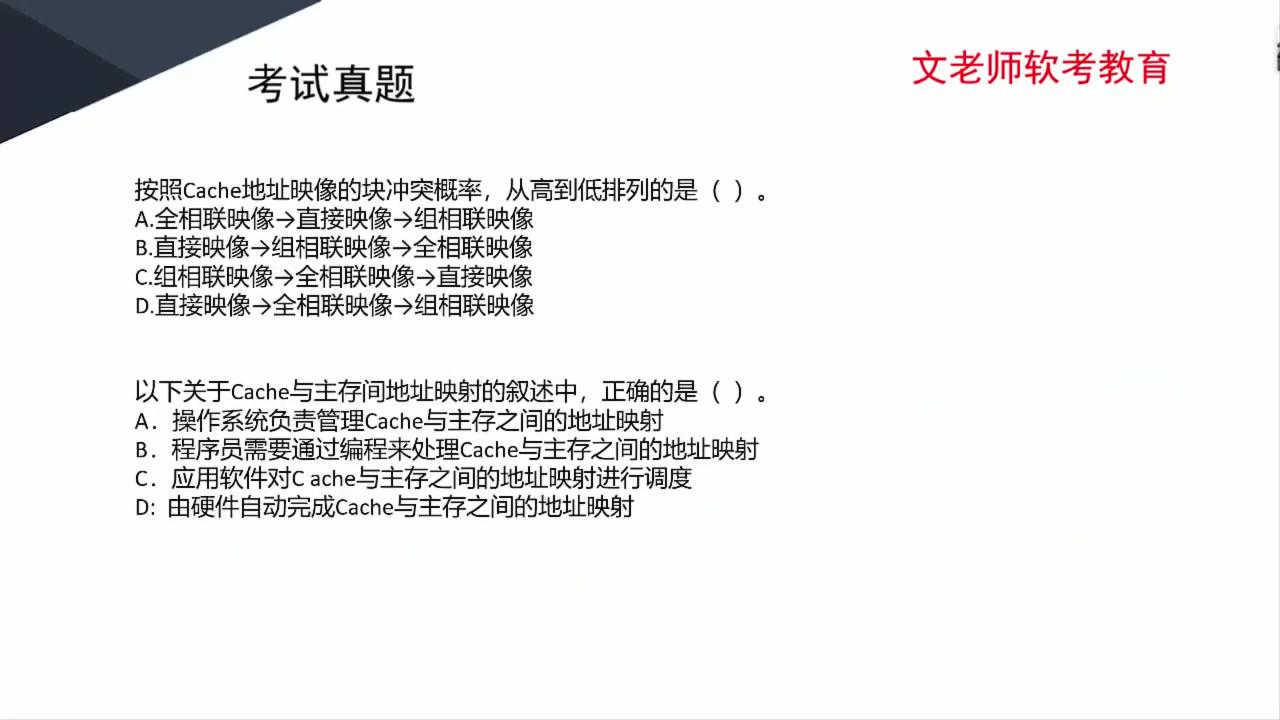 考试真题
文老师软考教育
按照Cache地址映像的块冲突概率，从高到低排列的是（ ）。
A.全相联映像→直接映像→组相联映像
B.直接映像→组相联映像→全相联映像
C.组相联映像→全相联映像→直接映像
D.直接映像→全相联映像→组相联映像
以下关于Cache与主存间地址映射的叙述中，正确的是（ ）。
A．操作系统负责管理Cache与主存之间的地址映射
B．程序员需要通过编程来处理Cache与主存之间的地址映射
C．应用软件对C ache与主存之间的地址映射进行调度
D: 由硬件自动完成Cache与主存之间的地址映射